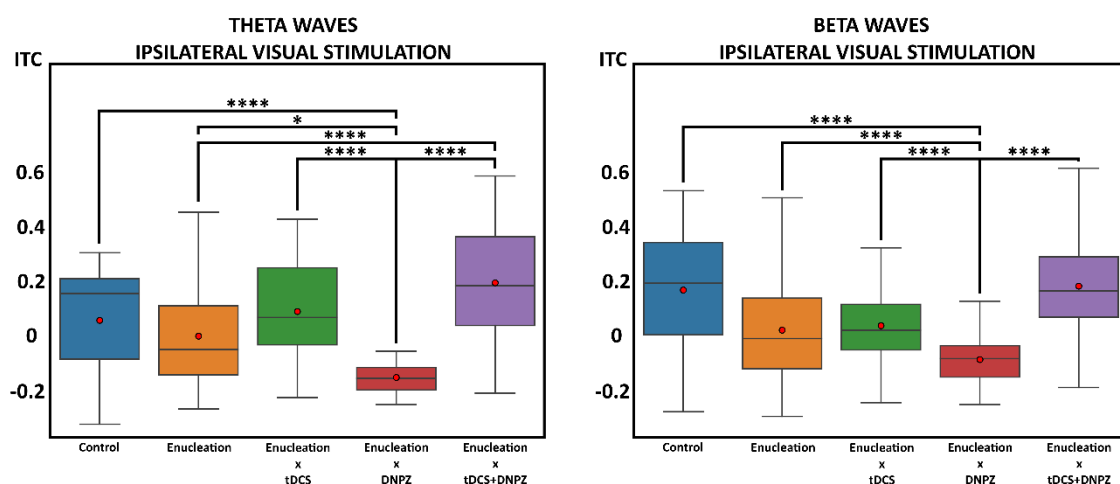 THETA WAVES
IPSILATERAL VISUAL STIMULATION
ITC
****
*
****
**** ****
0.6
0.4
0.2
0
-0.2
Control Enucleation Enucleation x tDCS Enucleation x DNPZ Enucleation x tDCS+DNPZ
BETA WAVES
IPSILATERAL VISUAL STIMULATION
ITC
****
****
**** ****
0.6
0.4
0.2
0
-0.2
Control Enucleation Enucleation x tDCS Enucleation x DNPZ Enucleation x tDCS+DNPZ